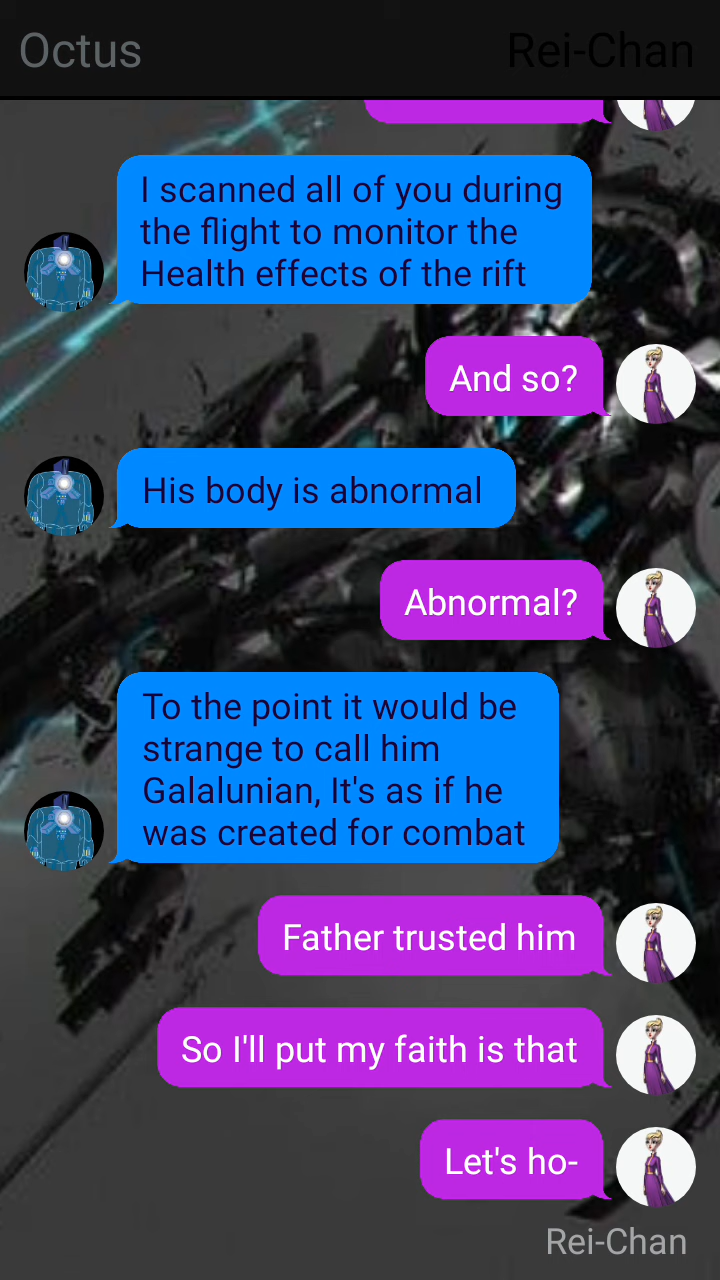 Octus
Rei-Chan
I scanned all of you during
the flight to monitor the
Health effects of the rift
And so?
His body is abnormal
Abnormal?
To the point it would be
strange to call him
Galalunian, It's as if he
was created for combat
Father trusted him
So I'll put my faith is that
Let's ho-
Rei-Chan